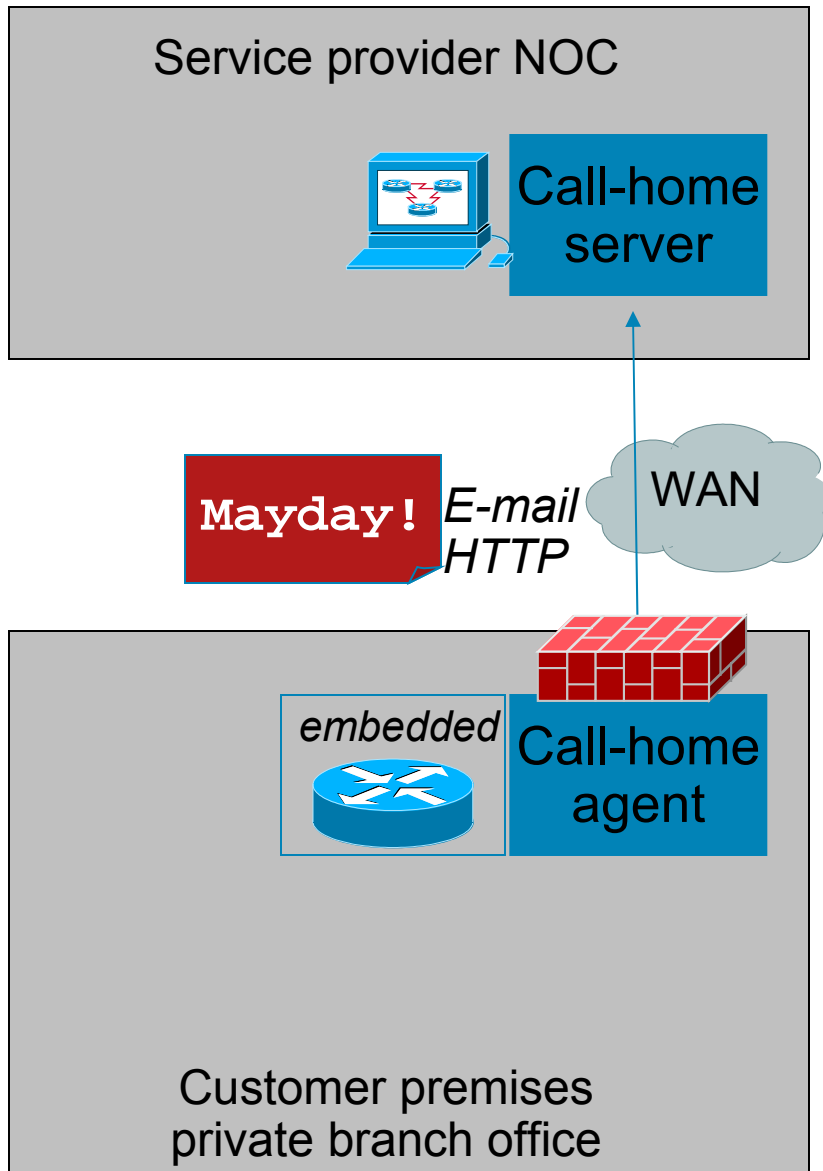 Service provider NOC
Call-home
server
Mayday!
E-mail
HTTP
WAN
embedded
Call-home
agent
Customer premises
private branch office